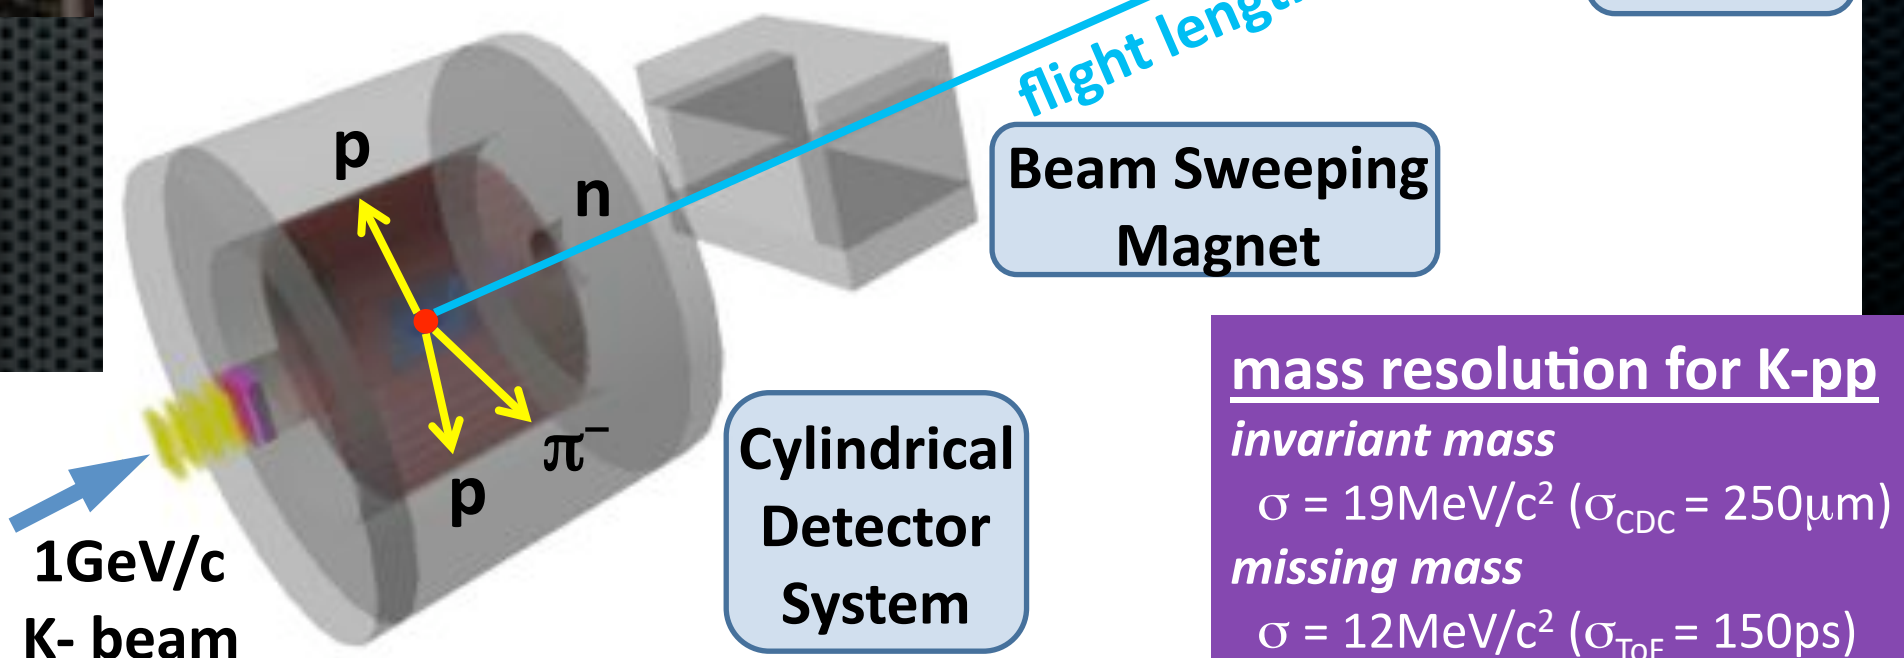 flight length
p
n
Beam Sweeping
Magnet
p
π⁻
Cylindrical
Detector
System
1GeV/c
K- beam
mass resolution for K-pp
invariant mass
σ = 19MeV/c² (σCDC = 250μm)
missing mass
σ = 12MeV/c² (σToF = 150ps)